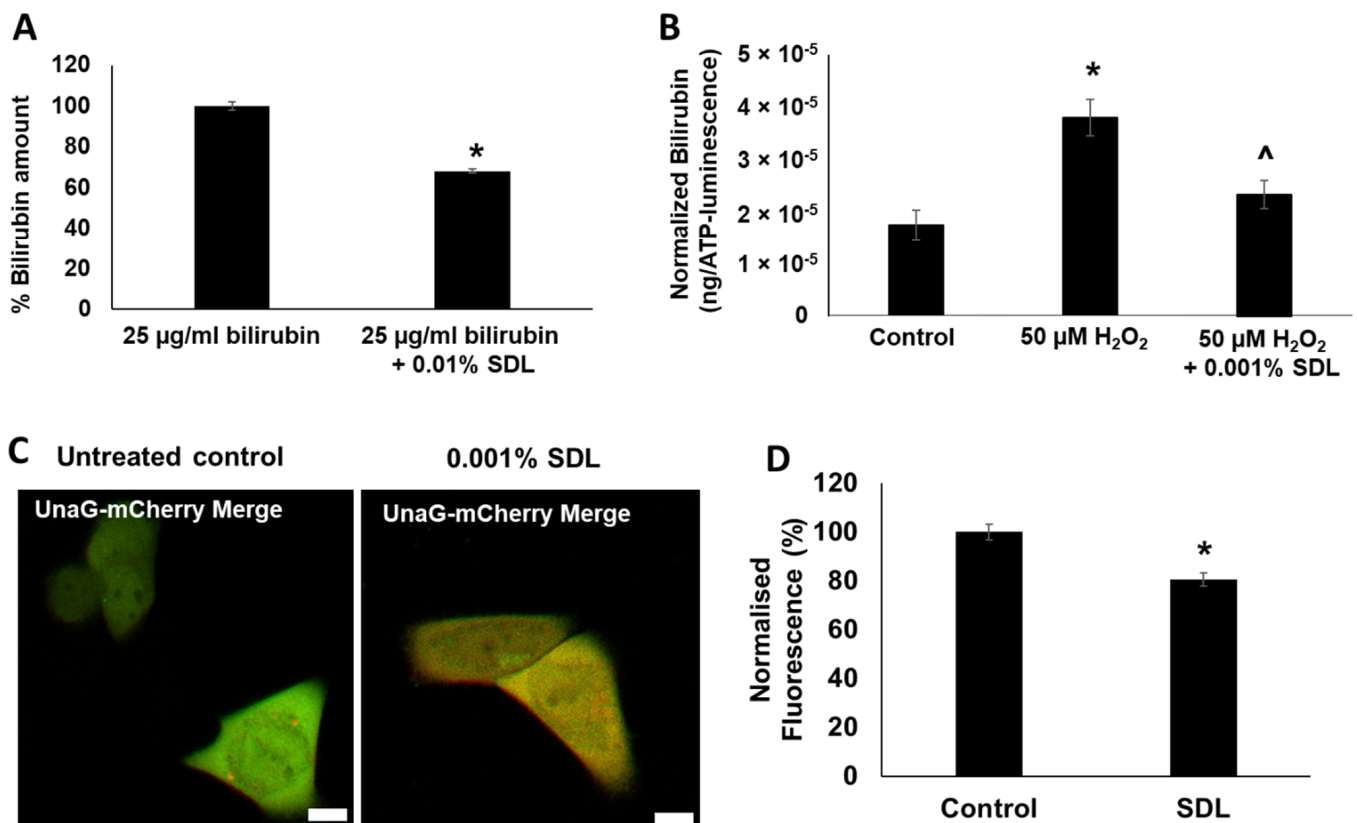 A
% Bilirubin amount
120
100
80
60
40
20
0
*
25 µg/ml bilirubin
25 µg/ml bilirubin
+ 0.01% SDL
B
Normalized Bilirubin
(ng/ATP-luminescence)
5 × 10⁻⁵
4 × 10⁻⁵
3 × 10⁻⁵
2 × 10⁻⁵
1 × 10⁻⁵
0
*
^
Control
50 µM H₂O₂
50 µM H₂O₂
+ 0.001% SDL
C
Untreated control
0.001% SDL
UnaG-mCherry Merge
UnaG-mCherry Merge
D
Normalised
Fluorescence (%)
120
100
80
60
40
20
0
*
Control
SDL